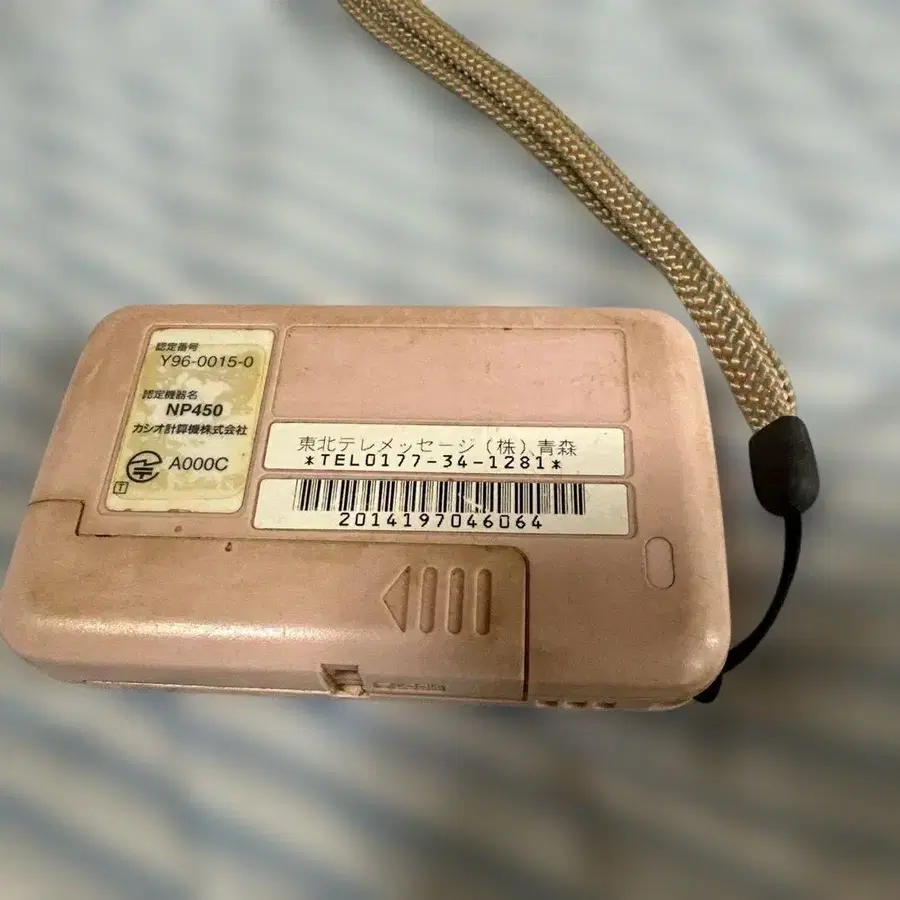 認定番号
Y96-0015-0
認定機器名
NP450
カシオ計算機株式会社
A000C
T
東北テレメッセージ(株)青森
*TEL0177-34-1281*
2014197046064